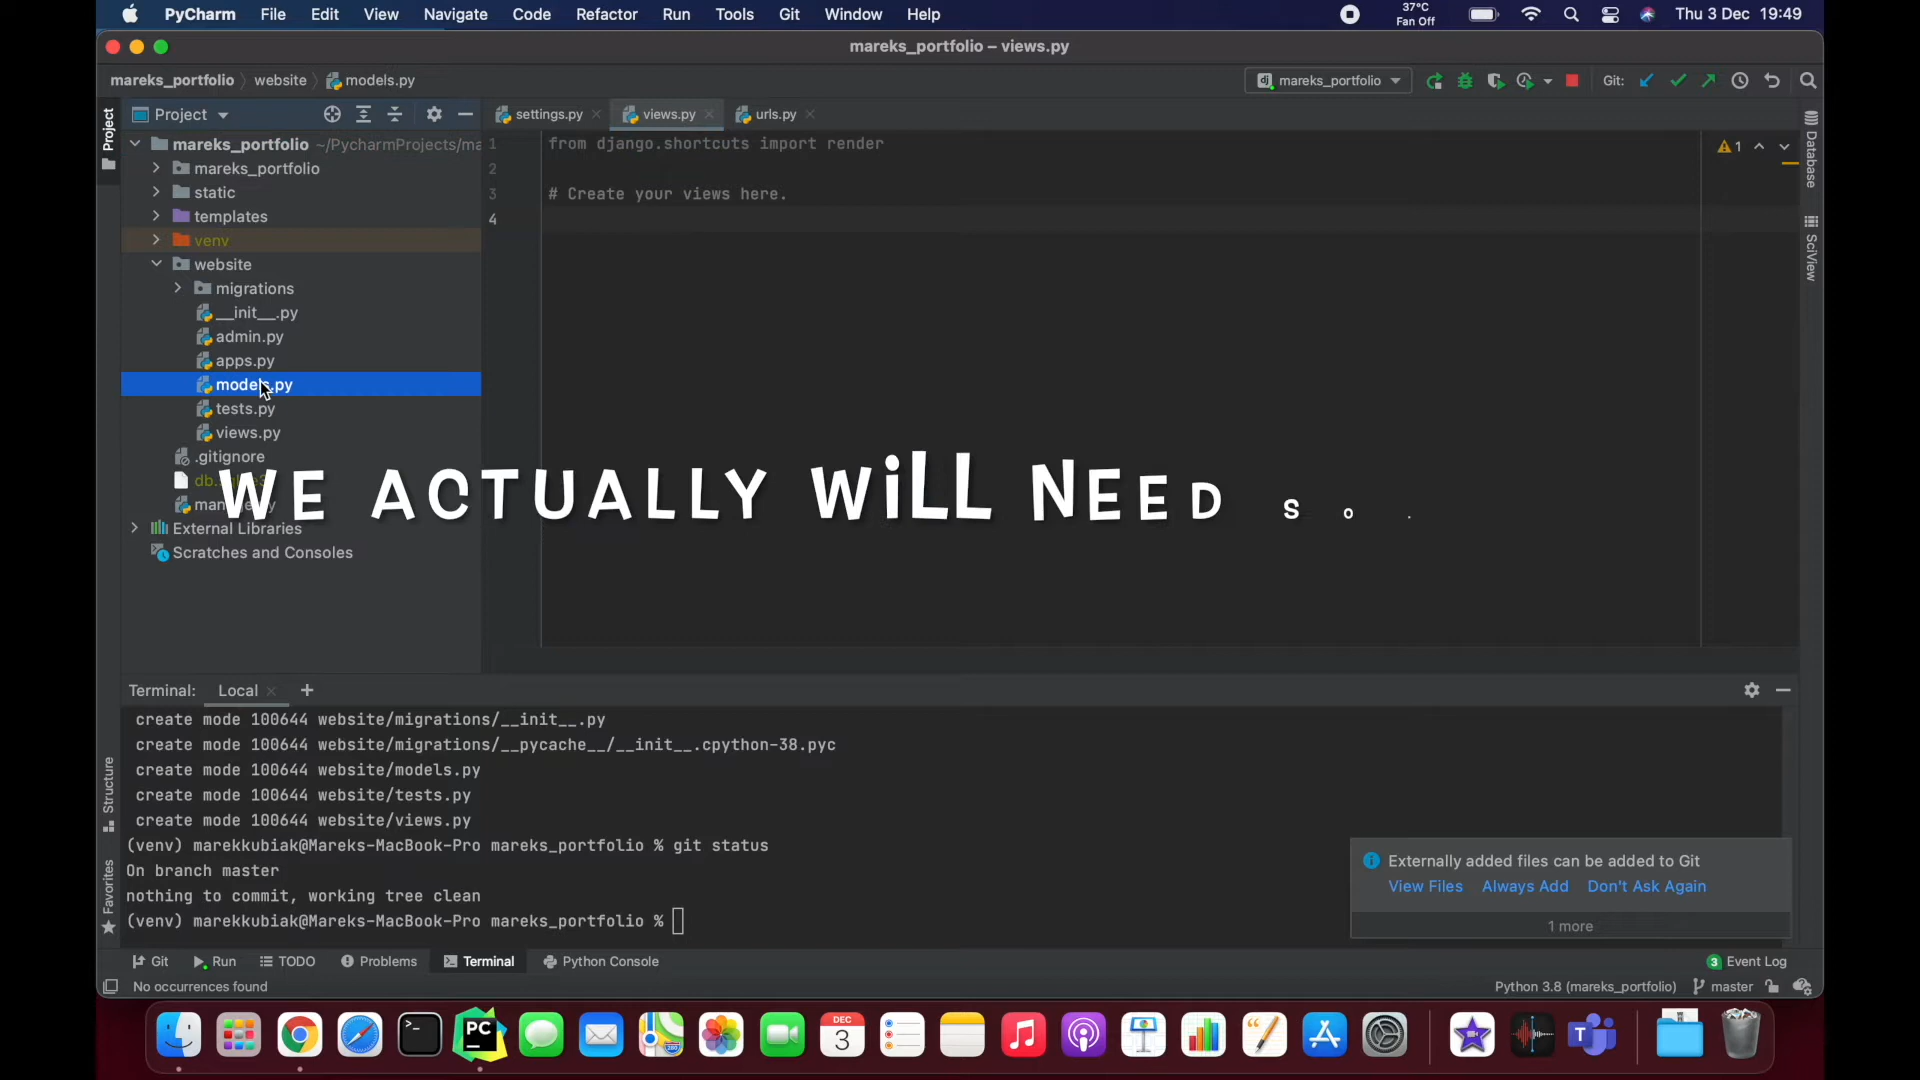 PyCharm File Edit View Navigate Code Refactor Run Tools Git Window Help
37°C
Fan Off
Thu 3 Dec 19:49
mareks_portfolio – views.py
mareks_portfolio website models.py
mareks_portfolio
Git:
Project
Project
settings.py
views.py
urls.py
mareks_portfolio ~/PycharmProjects/ma
mareks_portfolio
static
templates
venv
website
migrations
__init__.py
admin.py
apps.py
models.py
tests.py
views.py
.gitignore
External Libraries
Scratches and Consoles
1 from django.shortcuts import render
2
3 # Create your views here.
4
1
Database
SciView
WE ACTUALLY WiLL NEED s o .
Terminal: Local
create mode 100644 website/migrations/__init__.py
create mode 100644 website/migrations/__pycache__/__init__.cpython-38.pyc
create mode 100644 website/models.py
create mode 100644 website/tests.py
create mode 100644 website/views.py
(venv) marekkubiak@Mareks-MacBook-Pro mareks_portfolio % git status
On branch master
nothing to commit, working tree clean
(venv) marekkubiak@Mareks-MacBook-Pro mareks_portfolio %
Structure
Favorites
Externally added files can be added to Git
View Files Always Add Don't Ask Again
1 more
Git Run TODO Problems Terminal Python Console
3 Event Log
No occurrences found
Python 3.8 (mareks_portfolio) master
PC
DEC
3
T